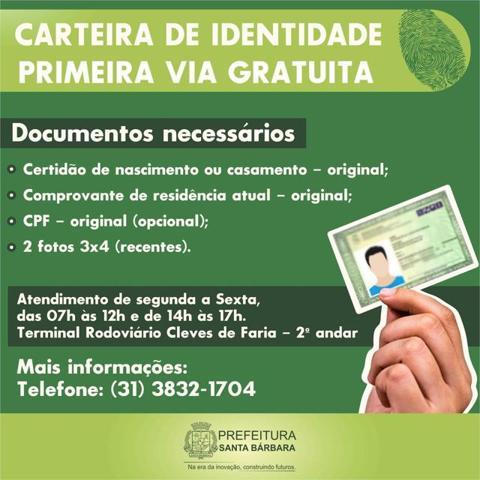 CARTEIRA DE IDENTIDADE
PRIMEIRA VIA GRATUITA
Documentos necessários
• Certidão de nascimento ou casamento – original;
• Comprovante de residência atual – original;
• CPF – original (opcional);
• 2 fotos 3x4 (recentes).
Atendimento de segunda a Sexta,
das 07h às 12h e de 14h às 17h.
Terminal Rodoviário Cleves de Faria – 2º andar
Mais informações:
Telefone: (31) 3832-1704
PREFEITURA
SANTA BÁRBARA
Na era da inovação, construindo futuros.